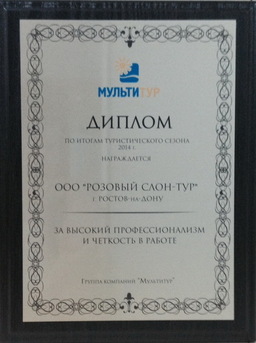 МУЛЬТИТУР
ДИПЛОМ
ПО ИТОГАМ ТУРИСТИЧЕСКОГО СЕЗОНА
2014 г.
НАГРАЖДАЕТСЯ
ООО "РОЗОВЫЙ СЛОН-ТУР"
г. РОСТОВ-НА-ДОНУ
ЗА ВЫСОКИЙ ПРОФЕССИОНАЛИЗМ
И ЧЕТКОСТЬ В РАБОТЕ
ГРУППА КОМПАНИЙ "МУЛЬТИТУР"